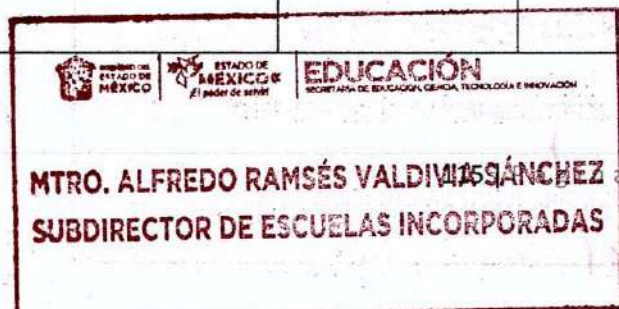 GOBIERNO DEL
ESTADO DE
MÉXICO
ESTADO DE
MÉXICO
¡El poder de servir!
EDUCACIÓN
SECRETARÍA DE EDUCACIÓN, CIENCIA, TECNOLOGÍA E INNOVACIÓN
MTRO. ALFREDO RAMSÉS VALDIVIA SÁNCHEZ
SUBDIRECTOR DE ESCUELAS INCORPORADAS